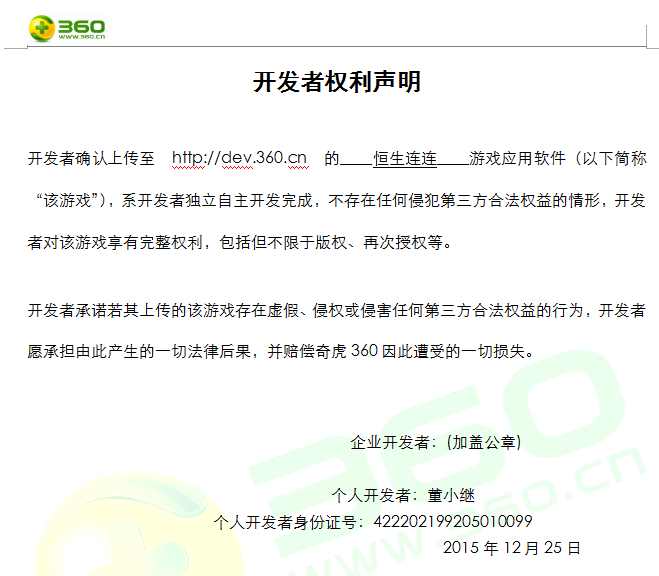 360
www.360.cn
开发者权利声明
开发者确认上传至 http://dev.360.cn 的____恒生连连____游戏应用软件（以下简称
“该游戏”），系开发者独立自主开发完成，不存在任何侵犯第三方合法权益的情形，开发
者对该游戏享有完整权利，包括但不限于版权、再次授权等。
开发者承诺若其上传的该游戏存在虚假、侵权或侵害任何第三方合法权益的行为，开发者
愿承担由此产生的一切法律后果，并赔偿奇虎 360 因此遭受的一切损失。
企业开发者：(加盖公章)
个人开发者：董小继
个人开发者身份证号：422202199205010099
2015 年 12 月 25 日
360
www.360.cn